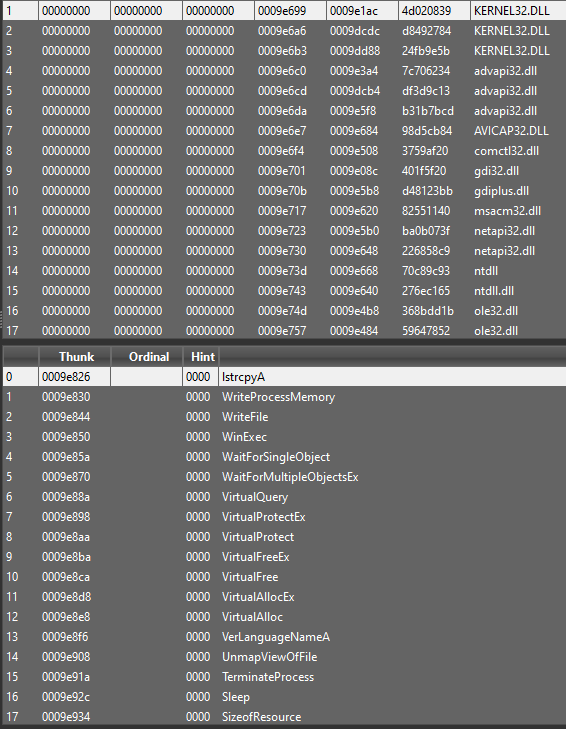 1 00000000 00000000 00000000 0009e699 0009e1ac 4d020839 KERNEL32.DLL
2 00000000 00000000 00000000 0009e6a6 0009dcdc d8492784 KERNEL32.DLL
3 00000000 00000000 00000000 0009e6b3 0009dd88 24fb9e5b KERNEL32.DLL
4 00000000 00000000 00000000 0009e6c0 0009e3a4 7c706234 advapi32.dll
5 00000000 00000000 00000000 0009e6cd 0009dcb4 df3d9c13 advapi32.dll
6 00000000 00000000 00000000 0009e6da 0009e5f8 b31b7bcd advapi32.dll
7 00000000 00000000 00000000 0009e6e7 0009e684 98d5cb84 AVICAP32.DLL
8 00000000 00000000 00000000 0009e6f4 0009e508 3759af20 comctl32.dll
9 00000000 00000000 00000000 0009e701 0009e08c 401f5f20 gdi32.dll
10 00000000 00000000 00000000 0009e70b 0009e5b8 d48123bb gdiplus.dll
11 00000000 00000000 00000000 0009e717 0009e620 82551140 msacm32.dll
12 00000000 00000000 00000000 0009e723 0009e5b0 ba0b073f netapi32.dll
13 00000000 00000000 00000000 0009e730 0009e648 226858c9 netapi32.dll
14 00000000 00000000 00000000 0009e73d 0009e668 70c89c93 ntdll
15 00000000 00000000 00000000 0009e743 0009e640 276ec165 ntdll.dll
16 00000000 00000000 00000000 0009e74d 0009e4b8 368bdd1b ole32.dll
17 00000000 00000000 00000000 0009e757 0009e484 59647852 ole32.dll
Thunk Ordinal Hint
0 0009e826 0000 lstrcpyA
1 0009e830 0000 WriteProcessMemory
2 0009e844 0000 WriteFile
3 0009e850 0000 WinExec
4 0009e85a 0000 WaitForSingleObject
5 0009e870 0000 WaitForMultipleObjectsEx
6 0009e88a 0000 VirtualQuery
7 0009e898 0000 VirtualProtectEx
8 0009e8aa 0000 VirtualProtect
9 0009e8ba 0000 VirtualFreeEx
10 0009e8ca 0000 VirtualFree
11 0009e8d8 0000 VirtualAllocEx
12 0009e8e8 0000 VirtualAlloc
13 0009e8f6 0000 VerLanguageNameA
14 0009e908 0000 UnmapViewOfFile
15 0009e91a 0000 TerminateProcess
16 0009e92c 0000 Sleep
17 0009e934 0000 SizeofResource